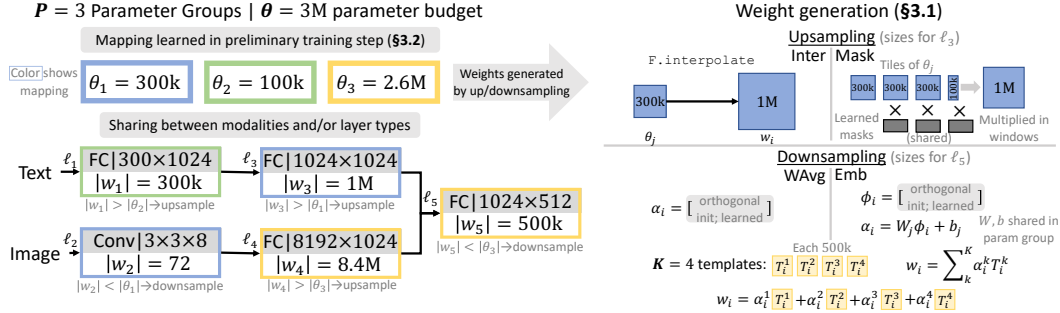 P = 3 Parameter Groups | θ = 3M parameter budget
Mapping learned in preliminary training step (§3.2)
Color shows
mapping
θ₁ = 300k
θ₂ = 100k
θ₃ = 2.6M
Weights generated
by up/downsampling
Sharing between modalities and/or layer types
Text
ℓ₁
FC|300×1024
|w₁| = 300k
|w₁| > |θ₂|→upsample
ℓ₃
FC|1024×1024
|w₃| = 1M
|w₃| > |θ₁|→upsample
ℓ₅
FC|1024×512
|w₅| = 500k
|w₅| < |θ₃|→downsample
Image
ℓ₂
Conv|3×3×8
|w₂| = 72
|w₂| < |θ₁|→downsample
ℓ₄
FC|8192×1024
|w₄| = 8.4M
|w₄| > |θ₃|→upsample
Weight generation (§3.1)
Upsampling (sizes for ℓ₃)
Inter
Mask
F.interpolate
300k
1M
θⱼ
wᵢ
Tiles of θⱼ
300k
300k
300k
100k
1M
× × ×
Learned
masks
(shared)
Multiplied in
windows
Downsampling (sizes for ℓ₅)
WAvg
Emb
αᵢ = [ orthogonal
init; learned ]
ϕᵢ = [ orthogonal
init; learned ]
αᵢ = Wⱼϕᵢ + bⱼ
W, b shared in
param group
Each 500k
K = 4 templates: Tᵢ¹ Tᵢ² Tᵢ³ Tᵢ⁴
wᵢ = ∑ₖᴷ αᵢᵏTᵢᵏ
wᵢ = αᵢ¹ Tᵢ¹ +αᵢ² Tᵢ² +αᵢ³ Tᵢ³ +αᵢ⁴ Tᵢ⁴